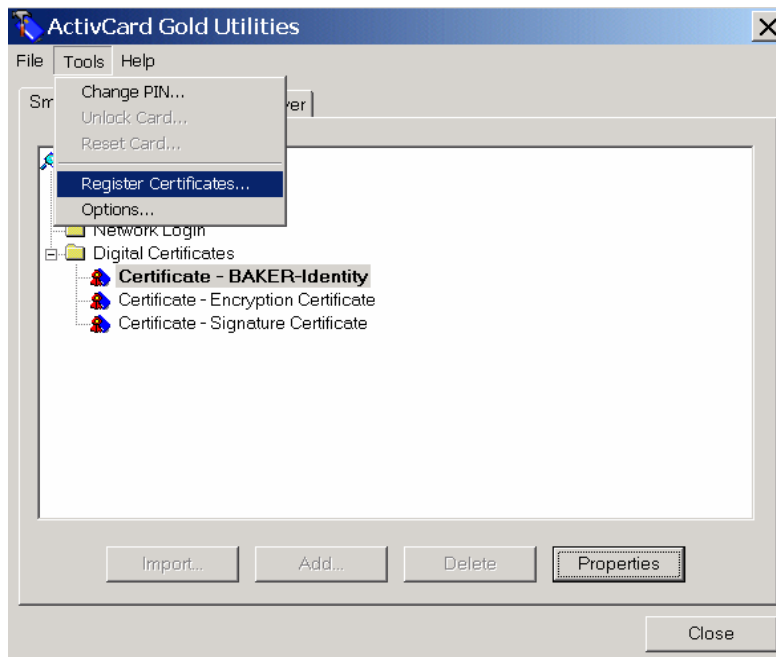 ActivCard Gold Utilities
File Tools Help
Change PIN...
Unlock Card...
Reset Card...
Register Certificates...
Options...
Network Login
Digital Certificates
Certificate - BAKER-Identity
Certificate - Encryption Certificate
Certificate - Signature Certificate
Import... Add... Delete Properties
Close